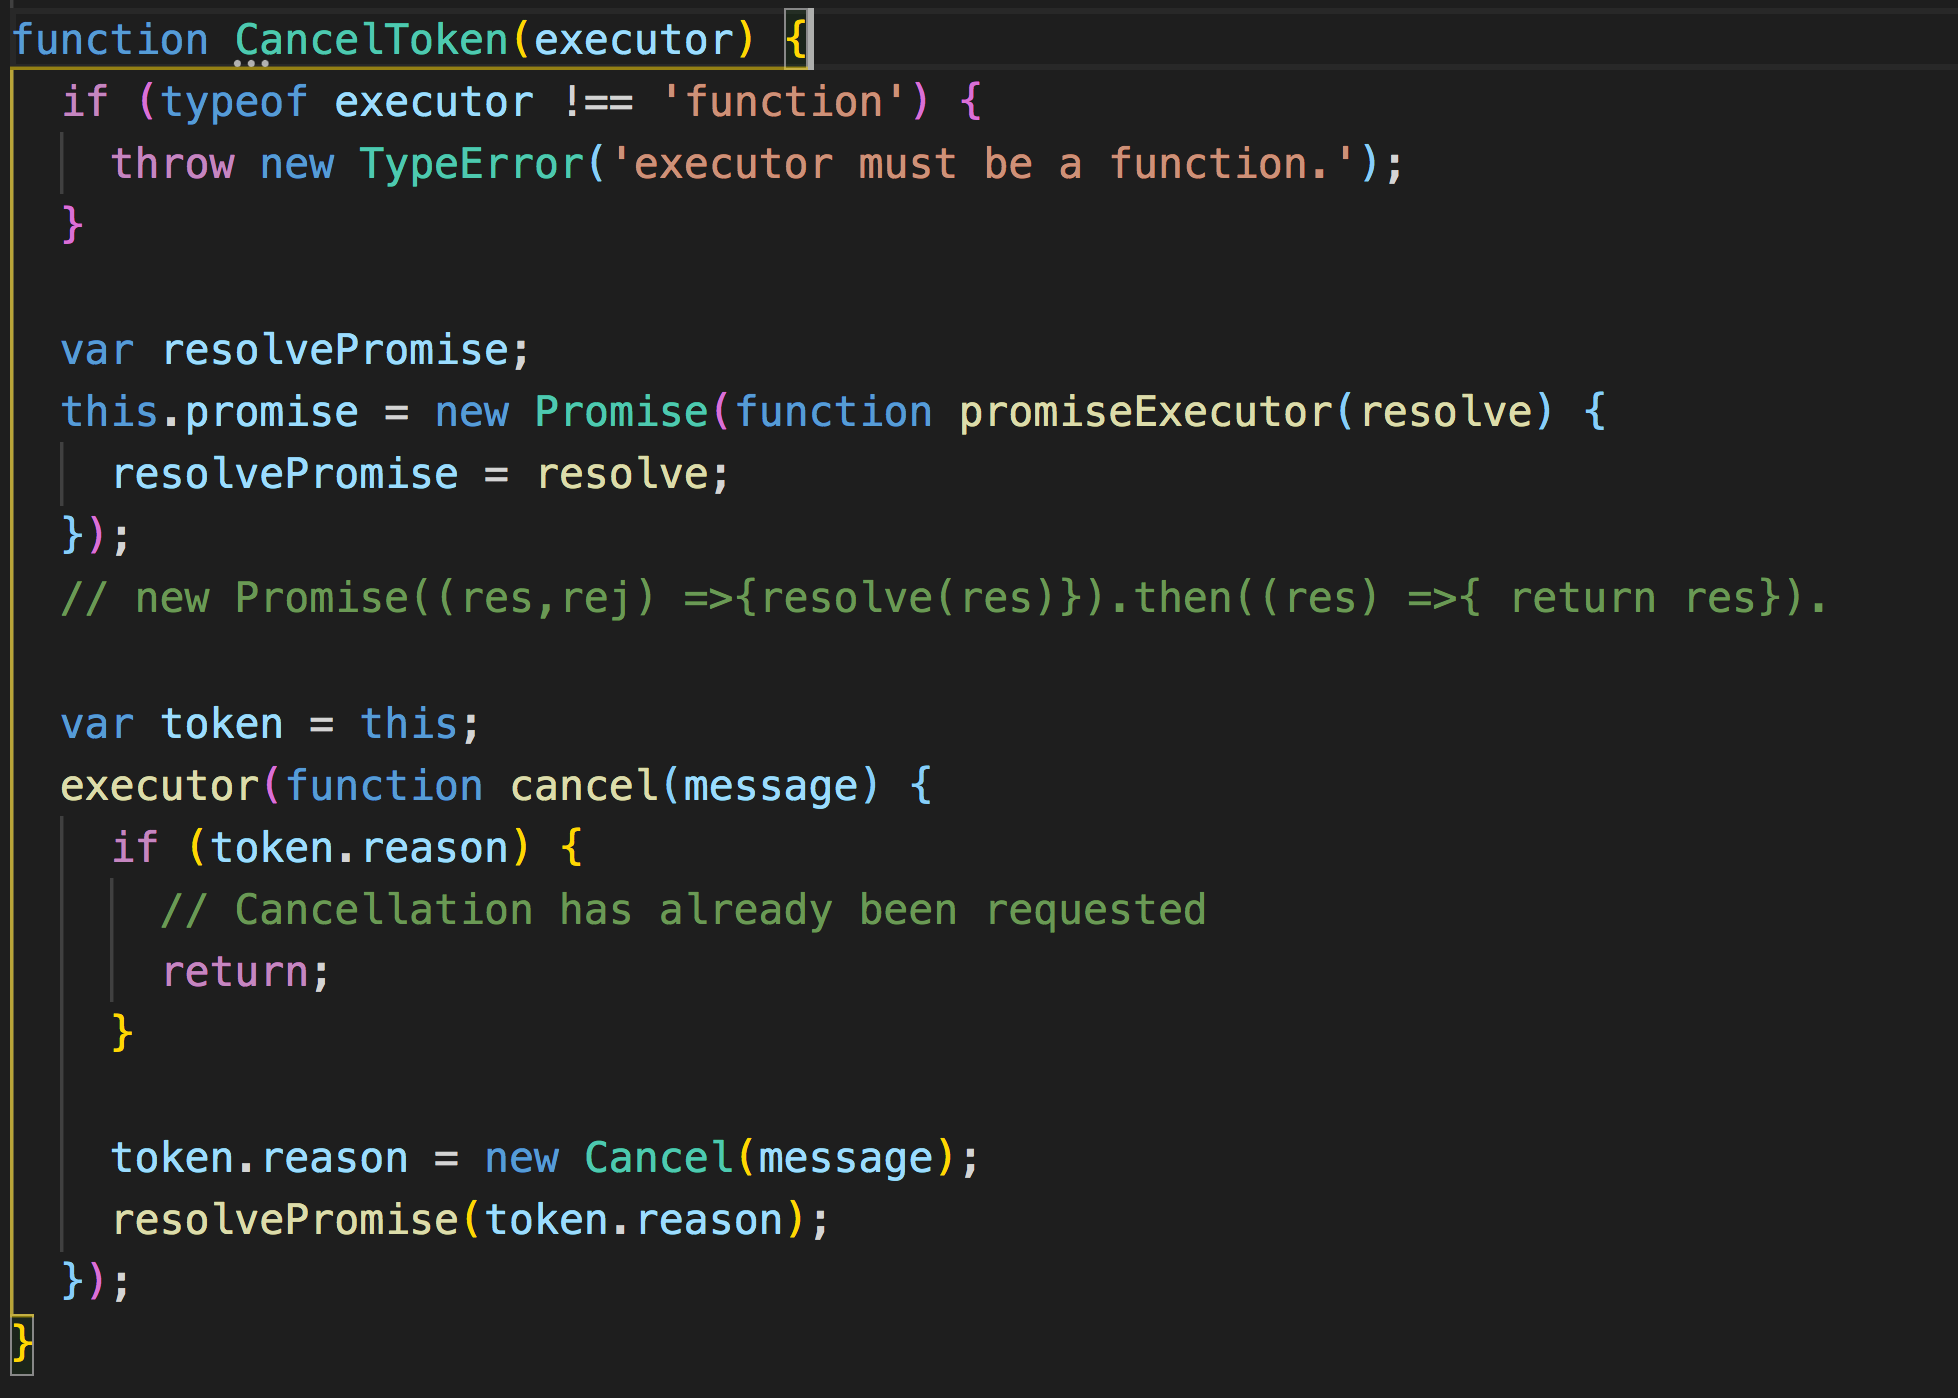 function CancelToken(executor) {
  if (typeof executor !== 'function') {
    throw new TypeError('executor must be a function.');
  }

  var resolvePromise;
  this.promise = new Promise(function promiseExecutor(resolve) {
    resolvePromise = resolve;
  });
  // new Promise((res,rej) =>{resolve(res)}).then((res) =>{ return res}).

  var token = this;
  executor(function cancel(message) {
    if (token.reason) {
      // Cancellation has already been requested
      return;
    }

    token.reason = new Cancel(message);
    resolvePromise(token.reason);
  });
}